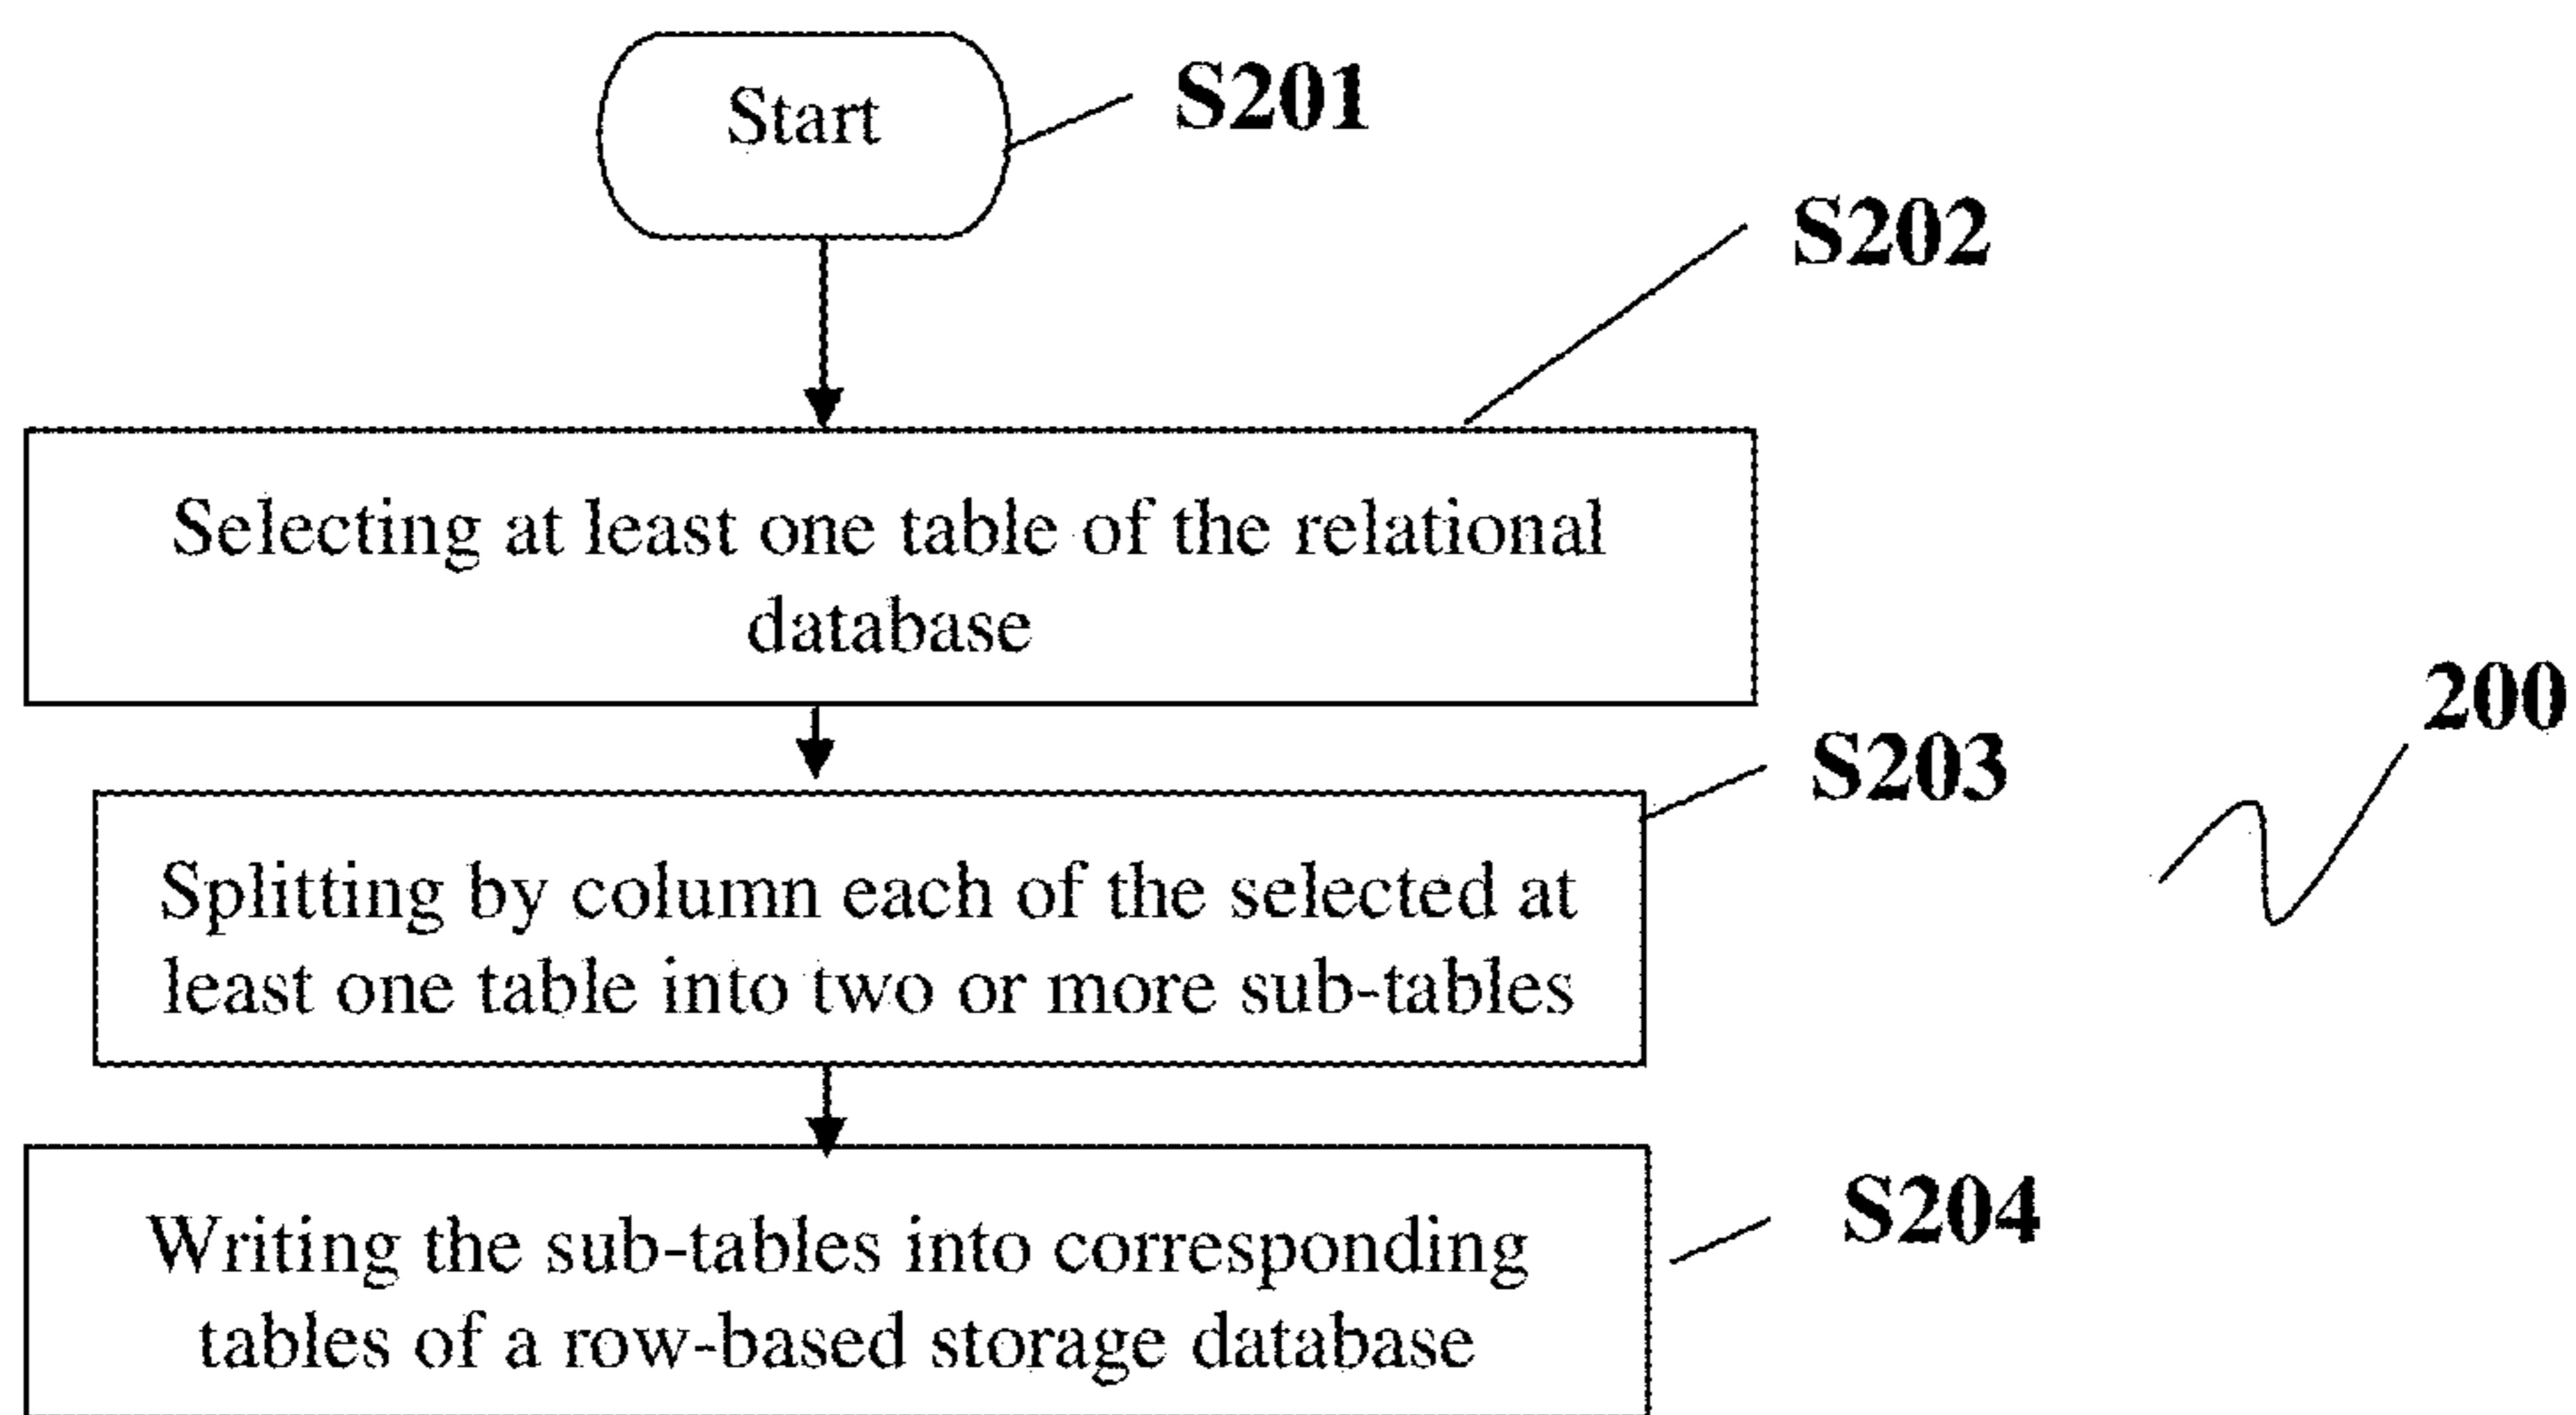 Start
S201
S202
Selecting at least one table of the relational
database
200
S203
Splitting by column each of the selected at
least one table into two or more sub-tables
S204
Writing the sub-tables into corresponding
tables of a row-based storage database